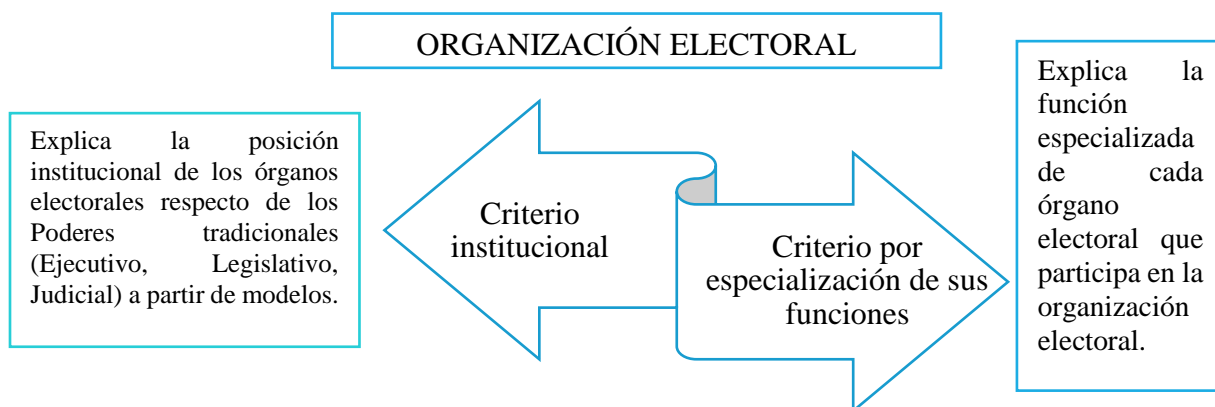 ORGANIZACIÓN ELECTORAL
Explica la posición
institucional de los órganos
electorales respecto de los
Poderes tradicionales
(Ejecutivo, Legislativo,
Judicial) a partir de modelos.
Criterio
institucional
Criterio por
especialización de sus
funciones
Explica la
función
especializada
de cada
órgano
electoral que
participa en la
organización
electoral.